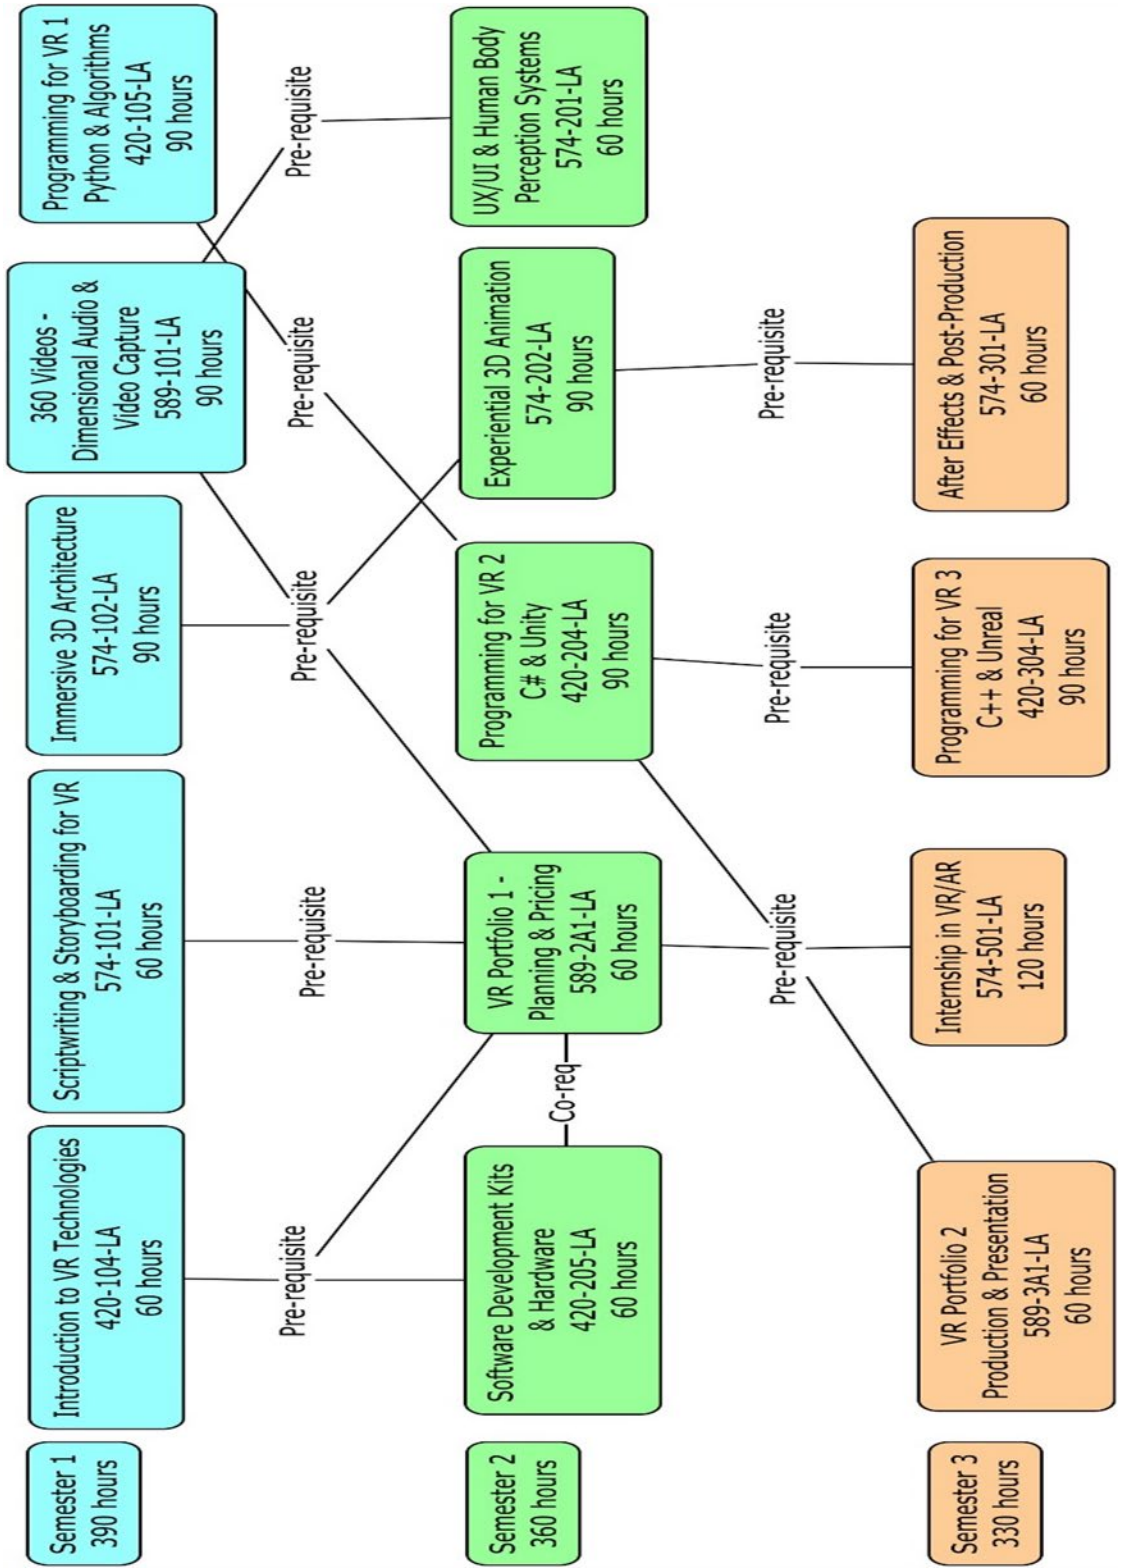 Semester 1
390 hours
Introduction to VR Technologies
420-104-LA
60 hours
Scriptwriting & Storyboarding for VR
574-101-LA
60 hours
Immersive 3D Architecture
574-102-LA
90 hours
360 Videos -
Dimensional Audio &
Video Capture
589-101-LA
90 hours
Programming for VR 1
Python & Algorithms
420-105-LA
90 hours
Pre-requisite
Pre-requisite
Pre-requisite
Pre-requisite
Pre-requisite
Semester 2
360 hours
Software Development Kits
& Hardware
420-205-LA
60 hours
Co-req
VR Portfolio 1 -
Planning & Pricing
589-2A1-LA
60 hours
Programming for VR 2
C# & Unity
420-204-LA
90 hours
Experiential 3D Animation
574-202-LA
90 hours
UX/UI & Human Body
Perception Systems
574-201-LA
60 hours
Pre-requisite
Pre-requisite
Pre-requisite
Semester 3
330 hours
VR Portfolio 2
Production & Presentation
589-3A1-LA
60 hours
Internship in VR/AR
574-501-LA
120 hours
Programming for VR 3
C++ & Unreal
420-304-LA
90 hours
After Effects & Post-Production
574-301-LA
60 hours